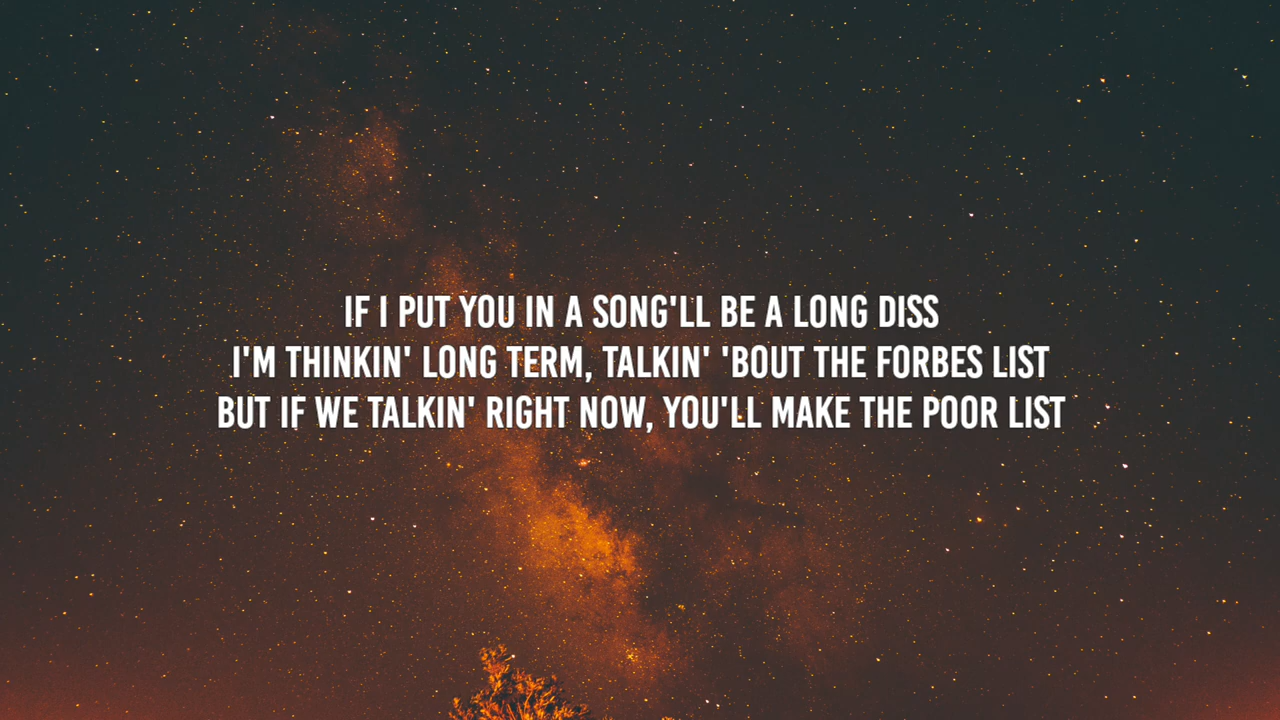 IF I PUT YOU IN A SONG'LL BE A LONG DISS
I'M THINKIN' LONG TERM, TALKIN' 'BOUT THE FORBES LIST
BUT IF WE TALKIN' RIGHT NOW, YOU'LL MAKE THE POOR LIST